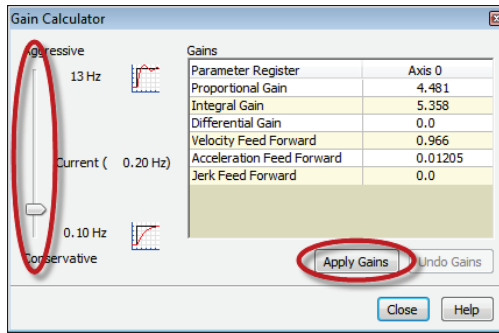 Gain Calculator
Aggressive
13 Hz
Current ( 0.20 Hz)
0.10 Hz
Conservative
Gains
Parameter Register Axis 0
Proportional Gain 4.481
Integral Gain 5.358
Differential Gain 0.0
Velocity Feed Forward 0.966
Acceleration Feed Forward 0.01205
Jerk Feed Forward 0.0
Apply Gains Undo Gains
Close Help